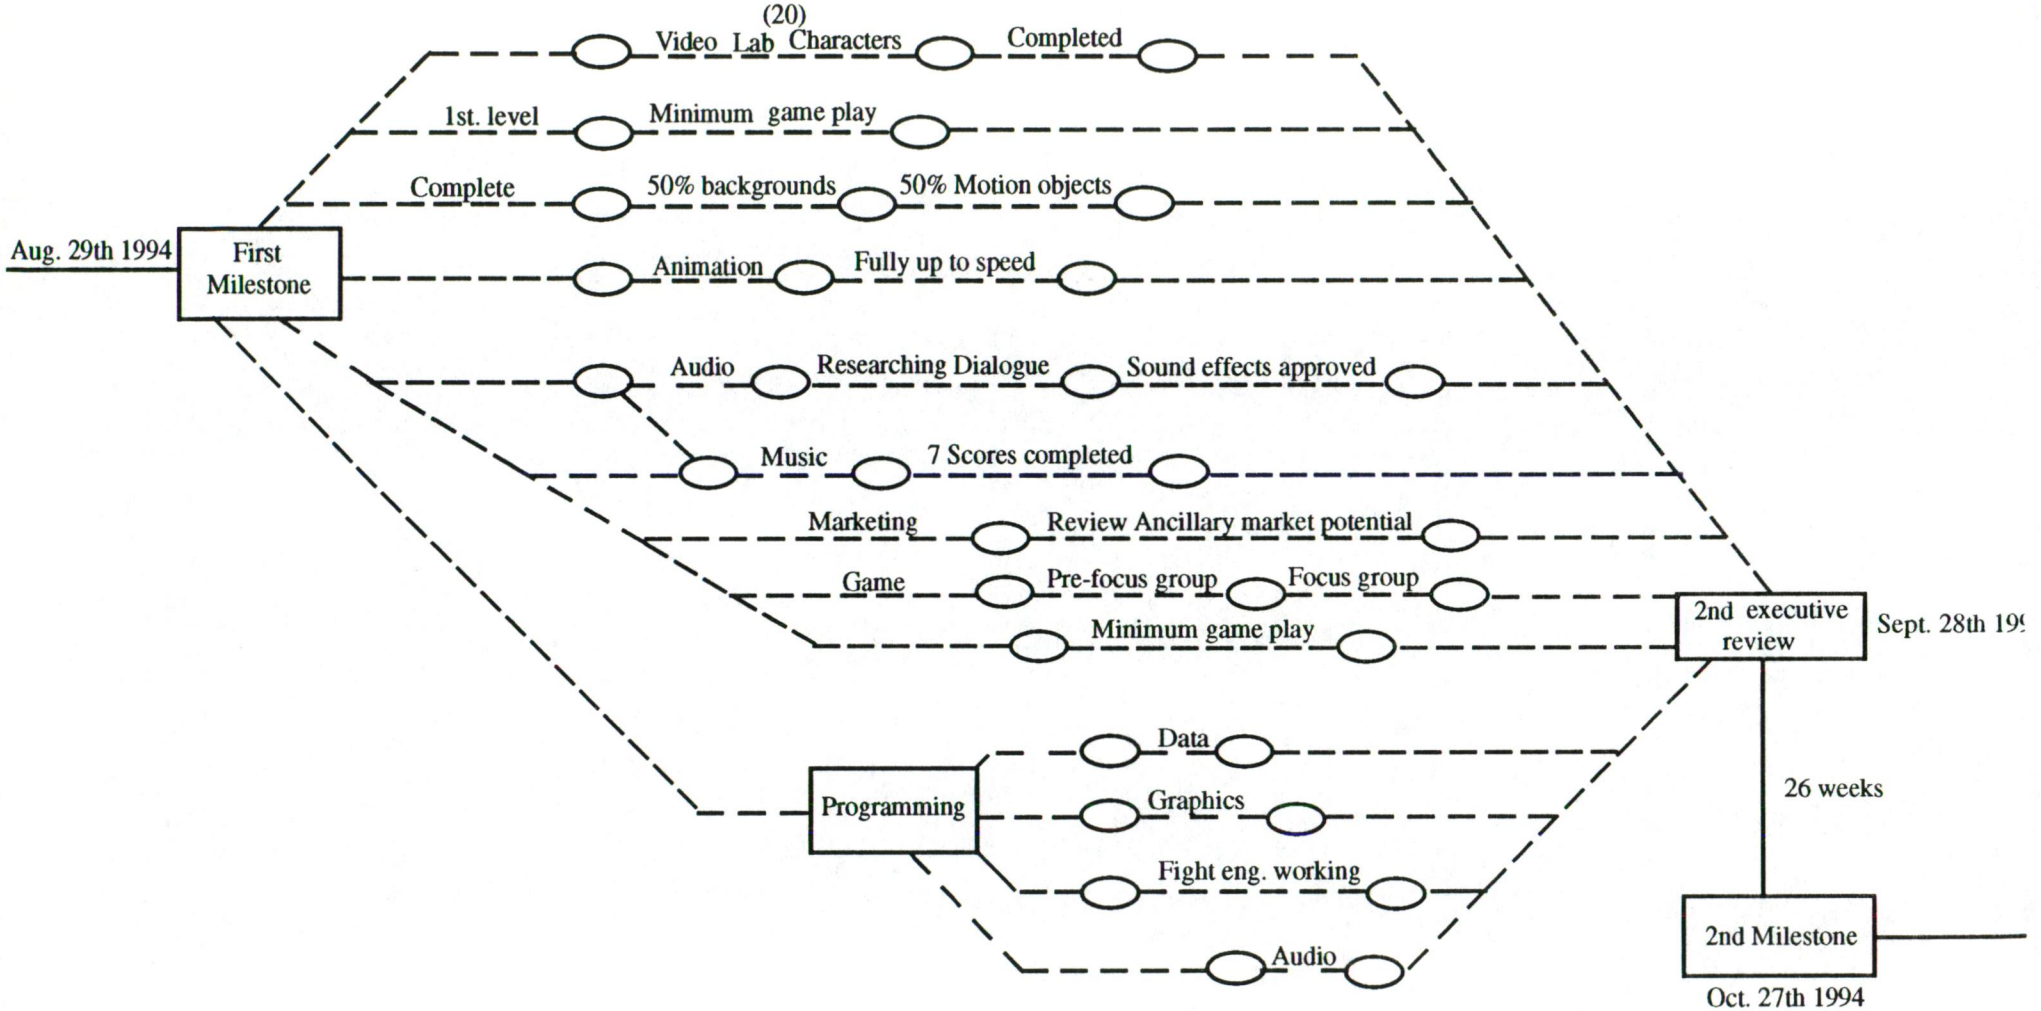 (20)
Video Lab Characters
Completed
1st. level
Minimum game play
Complete
50% backgrounds
50% Motion objects
Aug. 29th 1994
First
Milestone
Animation
Fully up to speed
Audio
Researching Dialogue
Sound effects approved
Music
7 Scores completed
Marketing
Review Ancillary market potential
Game
Pre-focus group
Focus group
Minimum game play
2nd executive
review
Sept. 28th 199
Data
Programming
Graphics
26 weeks
Fight eng. working
Audio
2nd Milestone
Oct. 27th 1994